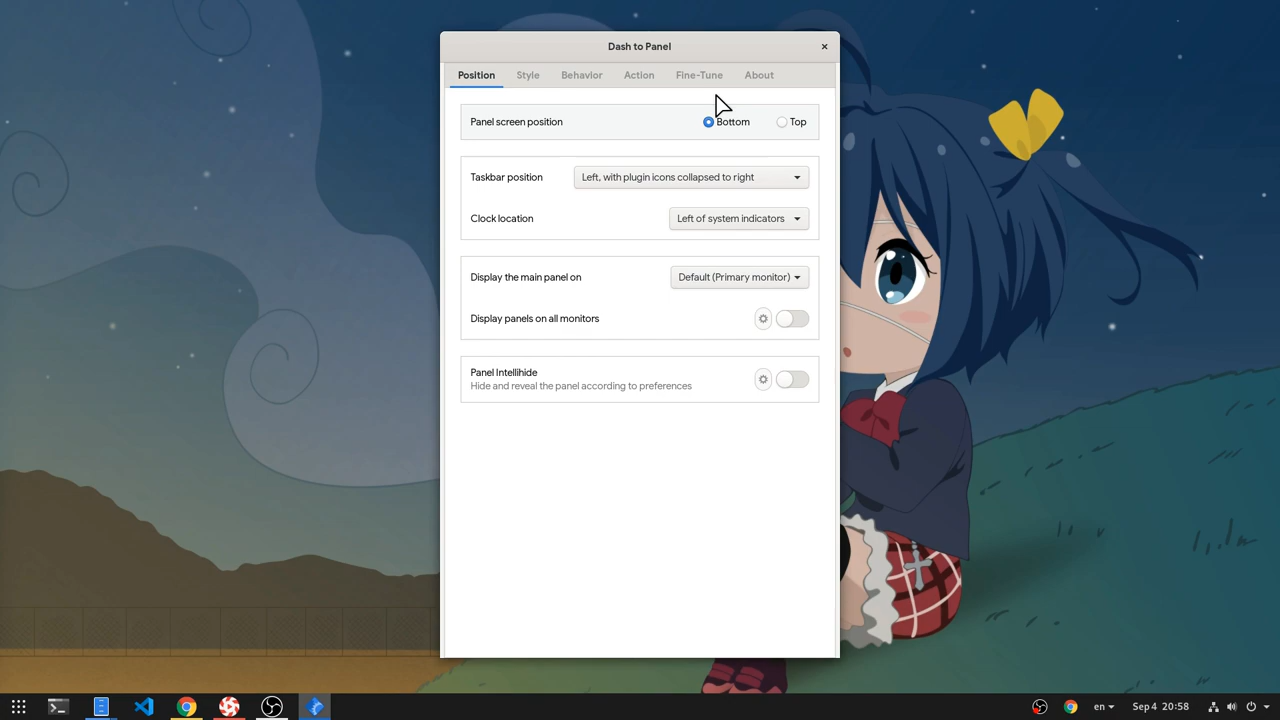 Dash to Panel
Position Style Behavior Action Fine-Tune About
Panel screen position Bottom Top
Taskbar position Left, with plugin icons collapsed to right
Clock location Left of system indicators
Display the main panel on Default (Primary monitor)
Display panels on all monitors
Panel Intellihide
Hide and reveal the panel according to preferences
en Sep 4 20:58